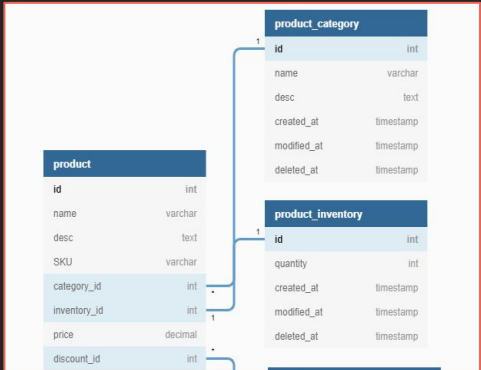 product_category
1
id int
name varchar
desc text
created_at timestamp
modified_at timestamp
deleted_at timestamp
product
id int
name varchar
desc text
SKU varchar
category_id int
*
inventory_id int
1
price decimal
*
discount_id int
product_inventory
1
id int
quantity int
created_at timestamp
modified_at timestamp
deleted_at timestamp